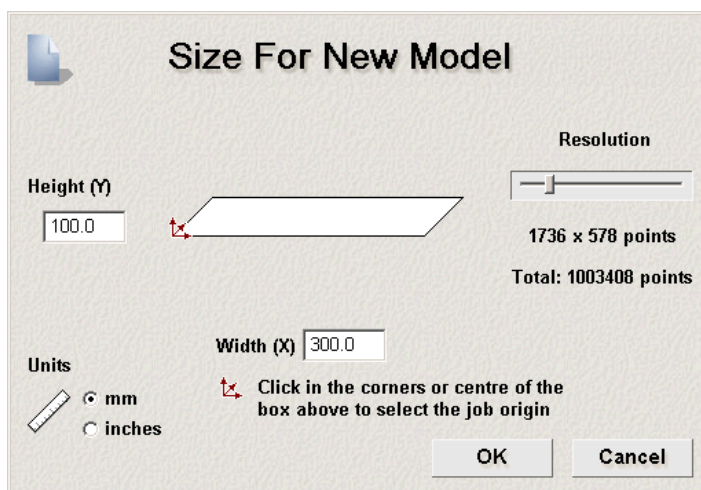 Size For New Model
Resolution
Height (Y)
100.0
1736 x 578 points
Total: 1003408 points
Width (X) 300.0
Units
mm
inches
Click in the corners or centre of the
box above to select the job origin
OK Cancel